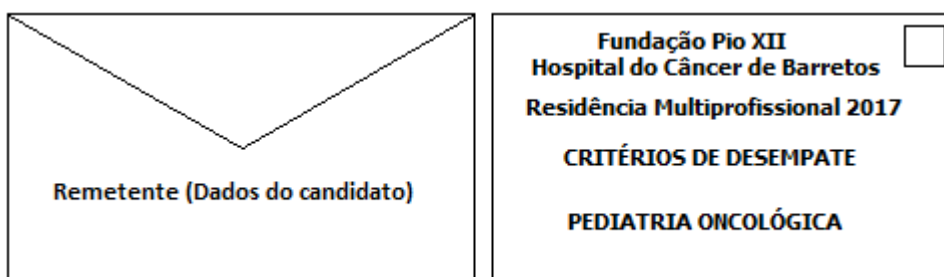 Remetente (Dados do candidato)
Fundação Pio XII
Hospital do Câncer de Barretos
Residência Multiprofissional 2017
CRITÉRIOS DE DESEMPATE
PEDIATRIA ONCOLÓGICA